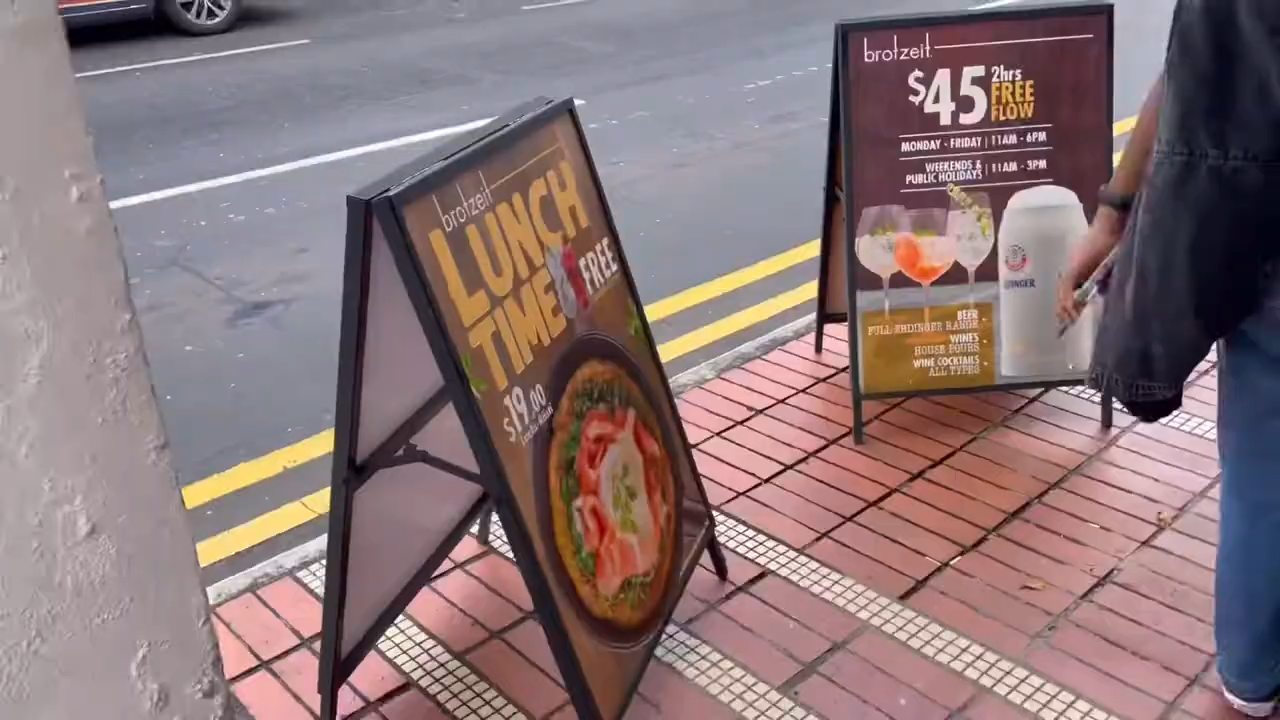 brotzeit
LUNCH
TIME
FREE
$19.00
brotzeit
$45 2hrs
FREE
FLOW
MONDAY - FRIDAY | 11AM - 6PM
WEEKENDS &
PUBLIC HOLIDAYS | 11AM - 3PM
BEER
FULL ERDINGER RANGE
WINES
HOUSE POURS
WINE COCKTAILS
ALL TYPES